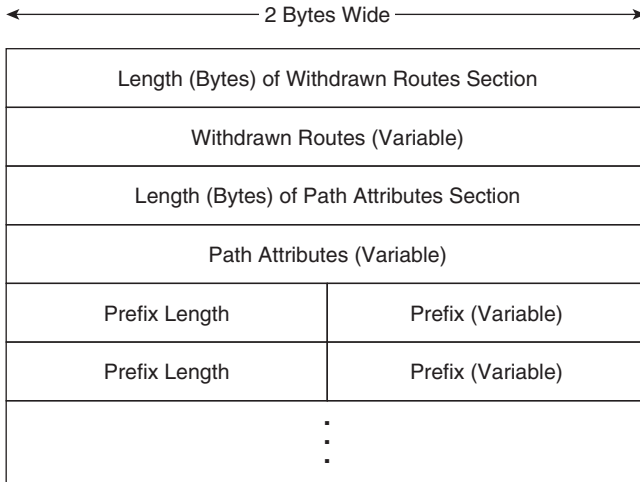 2 Bytes Wide
Length (Bytes) of Withdrawn Routes Section
Withdrawn Routes (Variable)
Length (Bytes) of Path Attributes Section
Path Attributes (Variable)
Prefix Length Prefix (Variable)
Prefix Length Prefix (Variable)